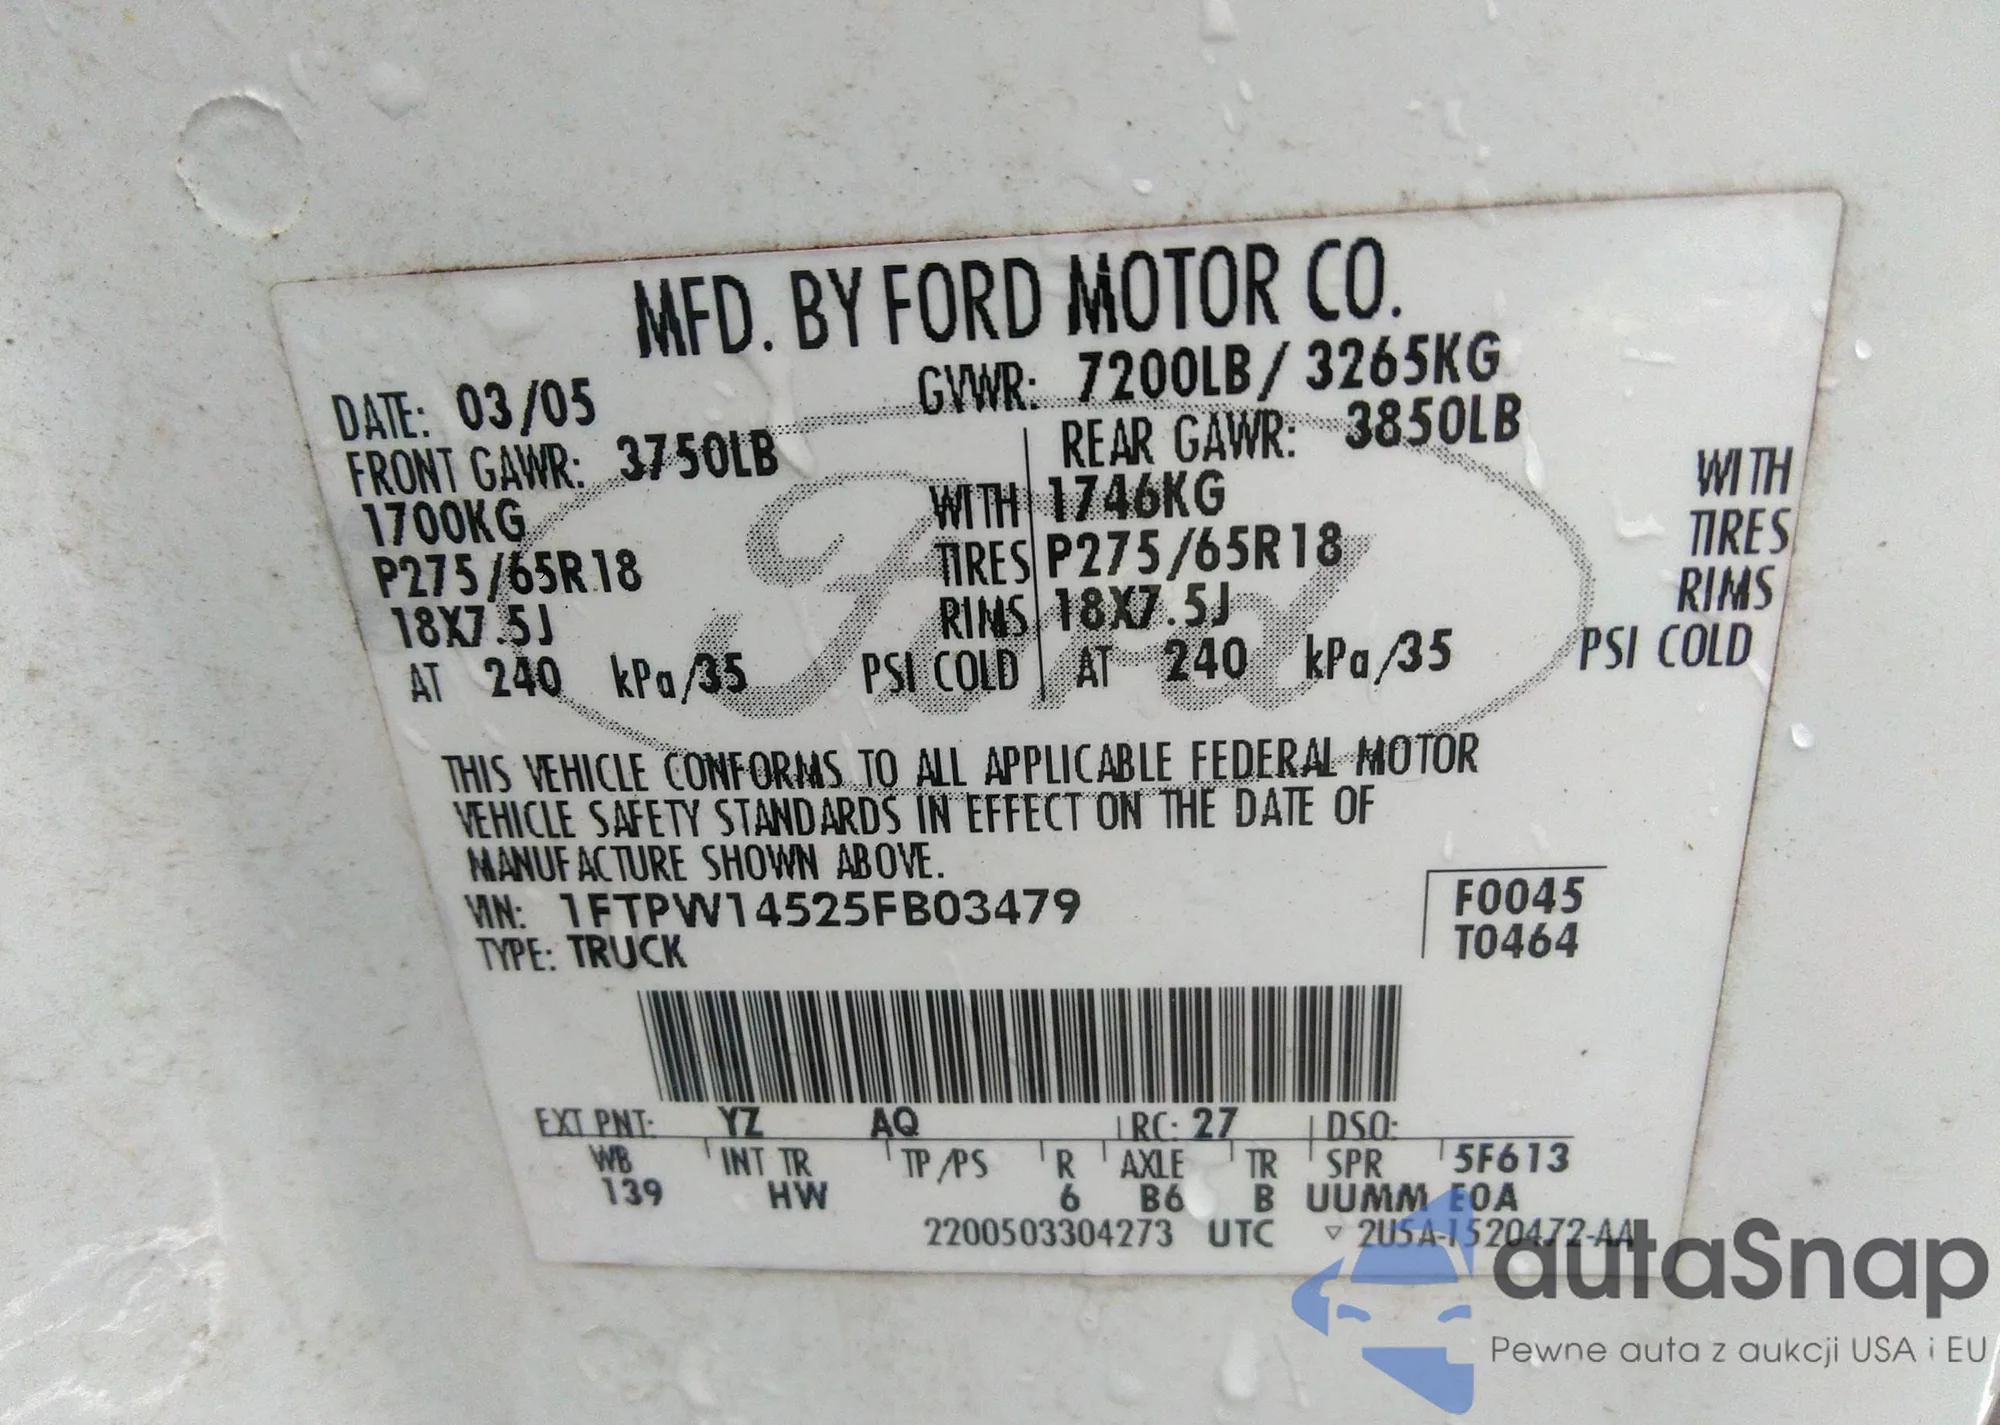 MFD. BY FORD MOTOR CO.
DATE: 03/05 GVWR: 7200LB / 3265KG
FRONT GAWR: 3750LB REAR GAWR: 3850LB
1700KG WITH 1746KG WITH
P275/65R18 TIRES P275/65R18 TIRES
18X7.5J RIMS 18X7.5J RIMS
AT 240 kPa/35 PSI COLD AT 240 kPa/35 PSI COLD
Ford
THIS VEHICLE CONFORMS TO ALL APPLICABLE FEDERAL MOTOR
VEHICLE SAFETY STANDARDS IN EFFECT ON THE DATE OF
MANUFACTURE SHOWN ABOVE.
VIN: 1FTPW14525FB03479 F0045
TYPE: TRUCK T0464
EXT PNT: YZ AQ RC: 27 DSO:
WB INT TR TP/PS R AXLE TR SPR 5F613
139 HW 6 B6 B UUMM E0A
2200503304273 UTC ▽ 2U5A-1520472-AA
autaSnap
Pewne auta z aukcji USA i EU